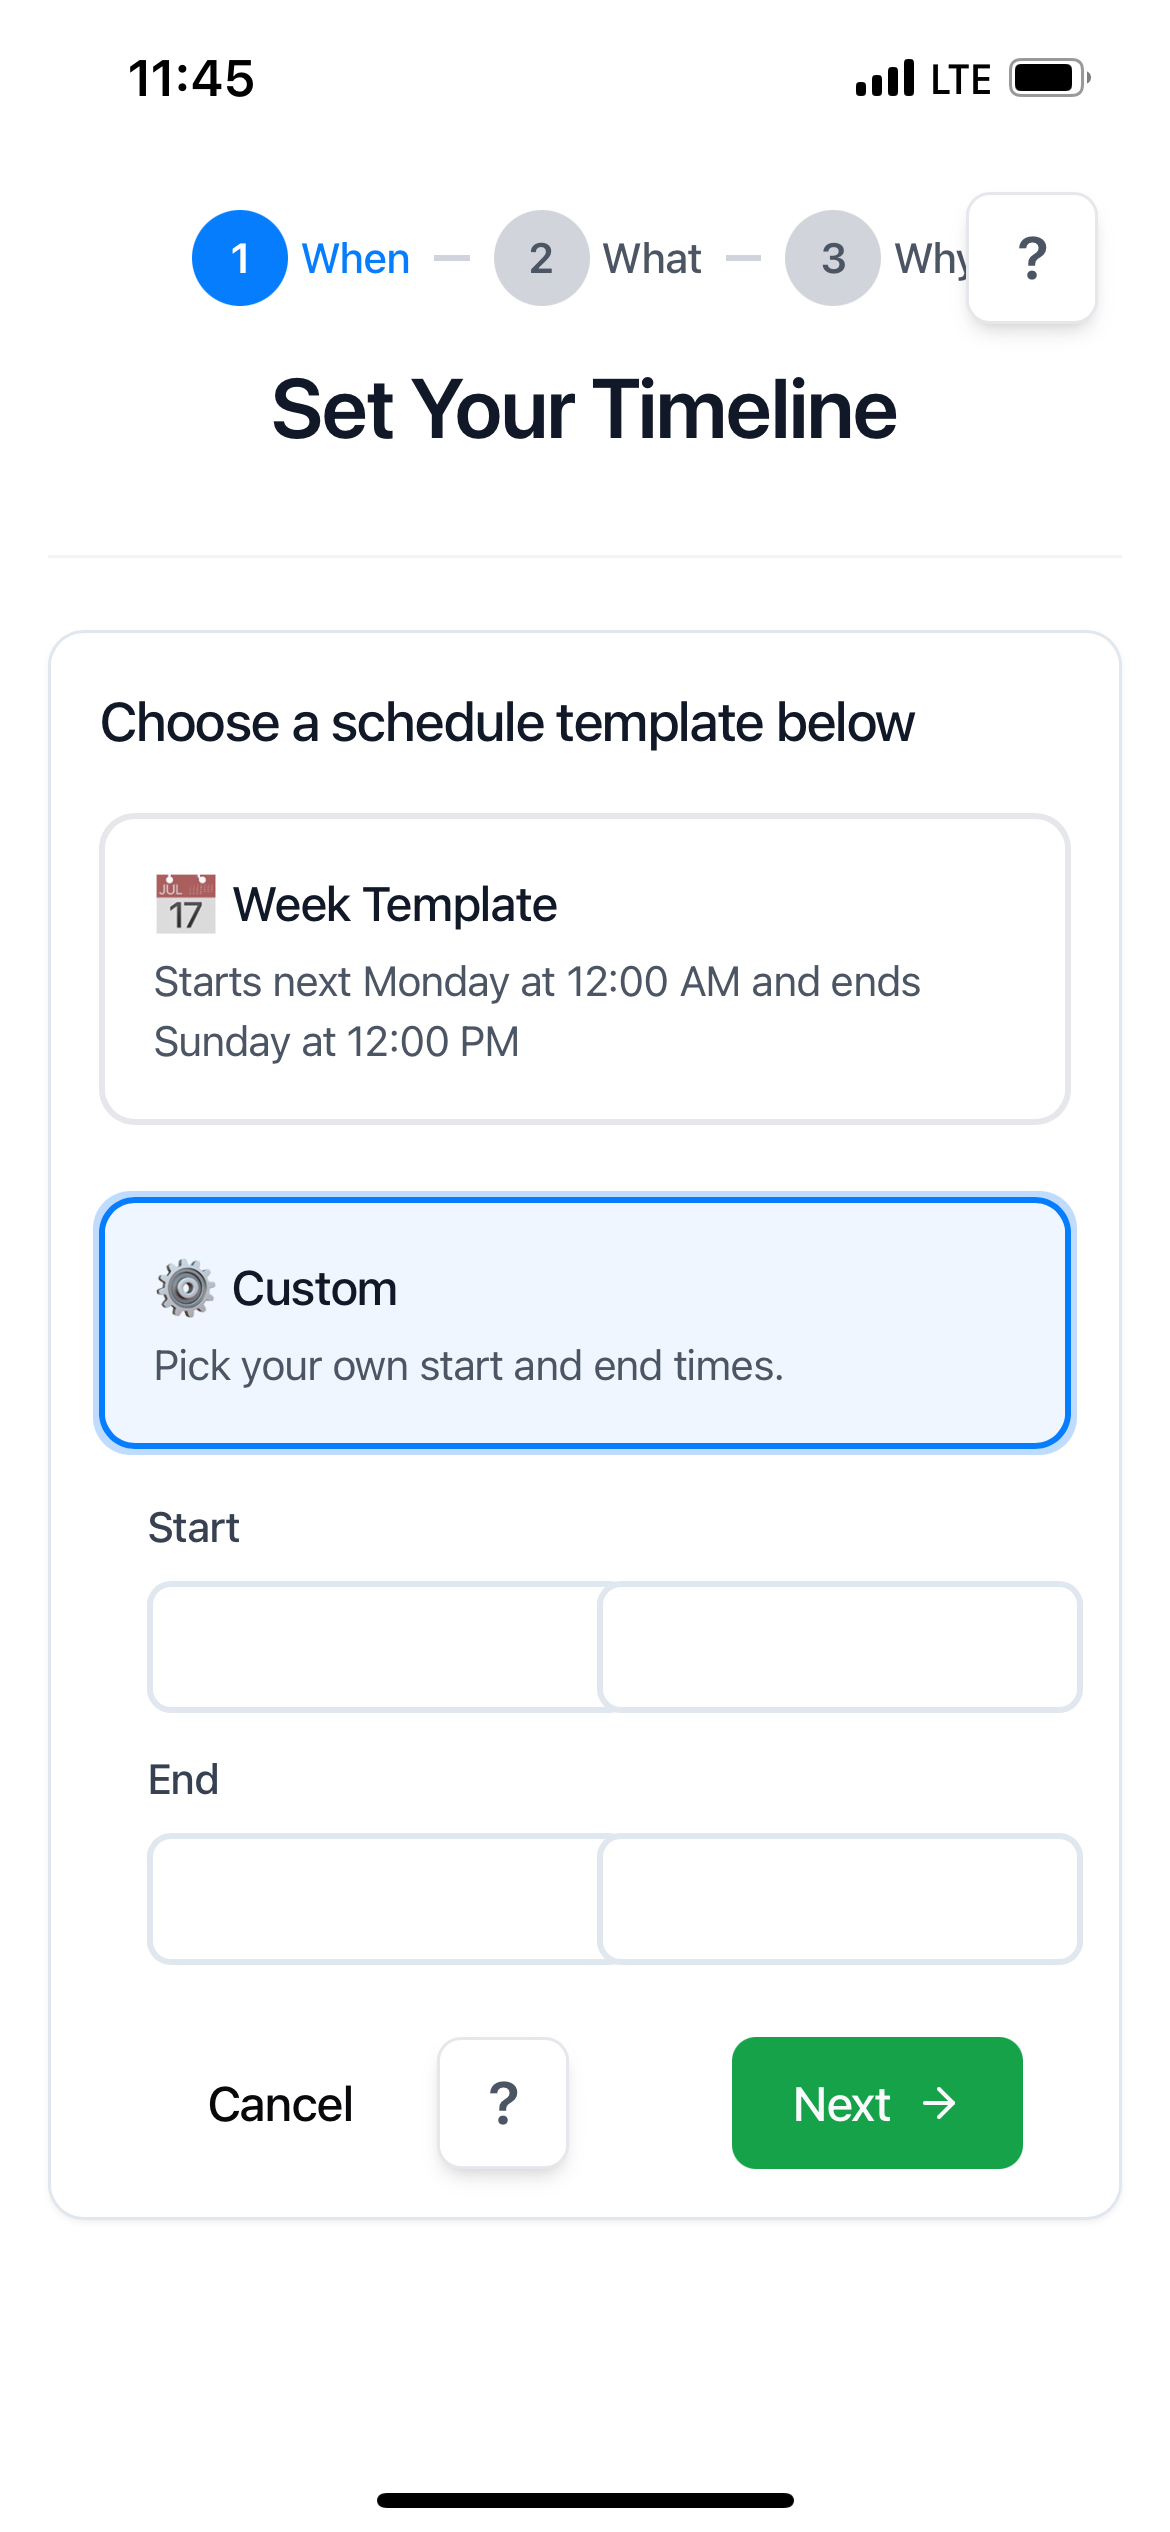 11:45 LTE
1 When 2 What 3 Why ?
Set Your Timeline
Choose a schedule template below
JUL 17 Week Template
Starts next Monday at 12:00 AM and ends
Sunday at 12:00 PM
Custom
Pick your own start and end times.
Start
End
Cancel ? Next →